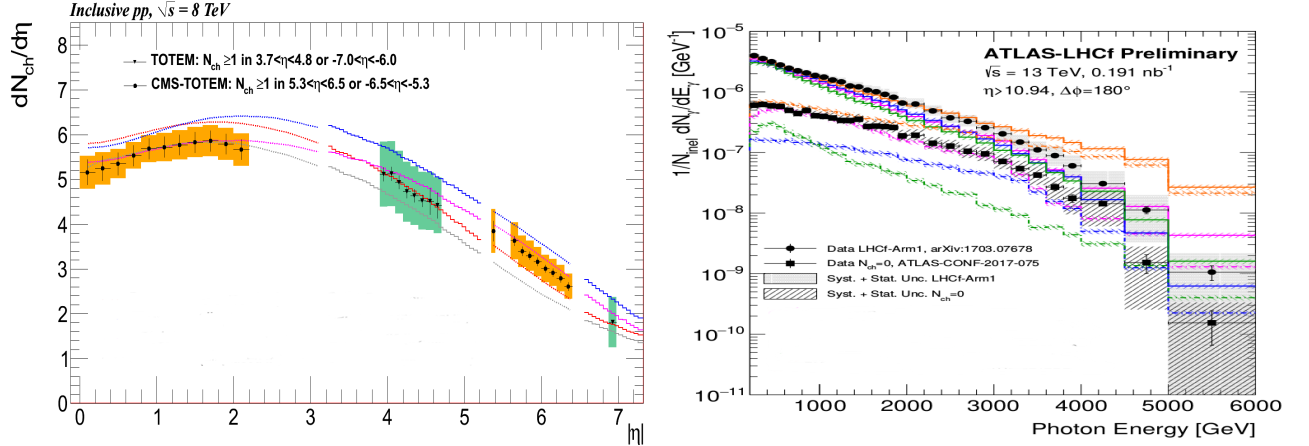 Inclusive pp, √s = 8 TeV
dN_ch/dη
8
7
6
5
4
3
2
1
0
TOTEM: N_ch ≥1 in 3.7<η<4.8 or -7.0<η<-6.0
CMS-TOTEM: N_ch ≥1 in 5.3<η<6.5 or -6.5<η<-5.3
0 1 2 3 4 5 6 7
|η|
1/N_inel dN_γ/dE_γ [GeV⁻¹]
10⁻⁵
10⁻⁶
10⁻⁷
10⁻⁸
10⁻⁹
10⁻¹⁰
10⁻¹¹
ATLAS-LHCf Preliminary
√s = 13 TeV, 0.191 nb⁻¹
η>10.94, Δϕ=180°
Data LHCf-Arm1, arXiv:1703.07678
Data N_ch=0, ATLAS-CONF-2017-075
Syst. + Stat. Unc. LHCf-Arm1
Syst. + Stat. Unc. N_ch=0
1000 2000 3000 4000 5000 6000
Photon Energy [GeV]